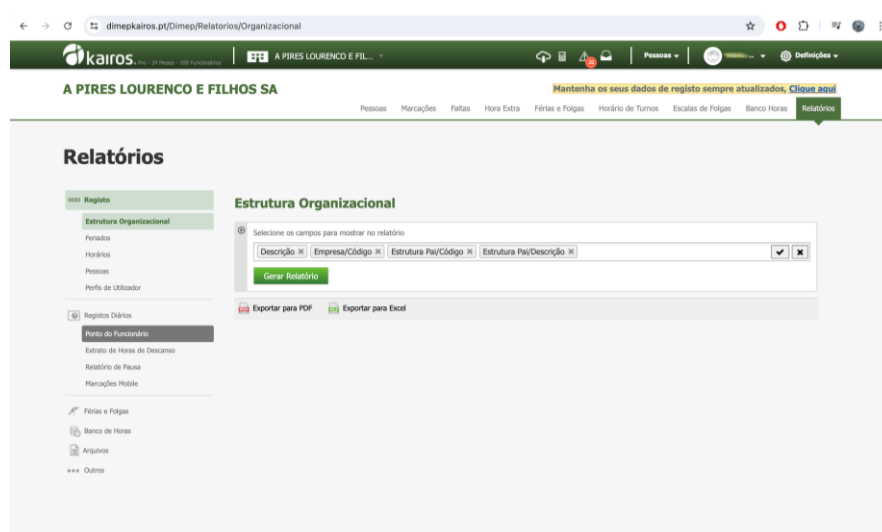 dimepkairos.pt/Dimep/Relatorios/Organizacional
kairos. Pro - 24 Meses - 100 Funcionários
A PIRES LOURENCO E FIL...
Pessoas
Definições
A PIRES LOURENCO E FILHOS SA
Mantenha os seus dados de registo sempre atualizados, Clique aqui
Pessoas Marcações Faltas Hora Extra Férias e Folgas Horário de Turnos Escalas de Folgas Banco Horas Relatórios
Relatórios
Registo
Estrutura Organizacional
Feriados
Horários
Pessoas
Perfis de Utilizador
Registos Diários
Ponto do Funcionário
Extrato de Horas de Descanso
Relatório de Pausa
Marcações Mobile
Férias e Folgas
Banco de Horas
Arquivos
Outros
Estrutura Organizacional
Selecione os campos para mostrar no relatório
Descrição × Empresa/Código × Estrutura Pai/Código × Estrutura Pai/Descrição ×
Gerar Relatório
Exportar para PDF Exportar para Excel